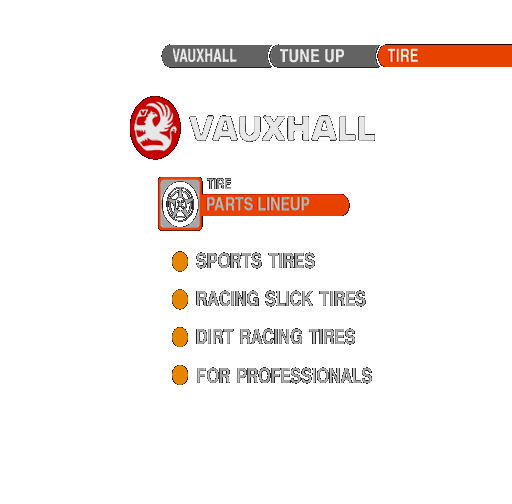 VAUXHALL TUNE UP TIRE
VAUXHALL
TIRE
PARTS LINEUP
SPORTS TIRES
RACING SLICK TIRES
DIRT RACING TIRES
FOR PROFESSIONALS